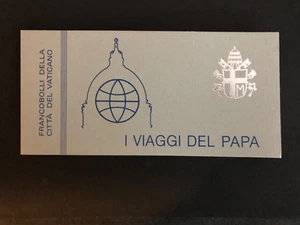 FRANCOBOLLI DELLA
CITTÀ DEL VATICANO
I VIAGGI DEL PAPA